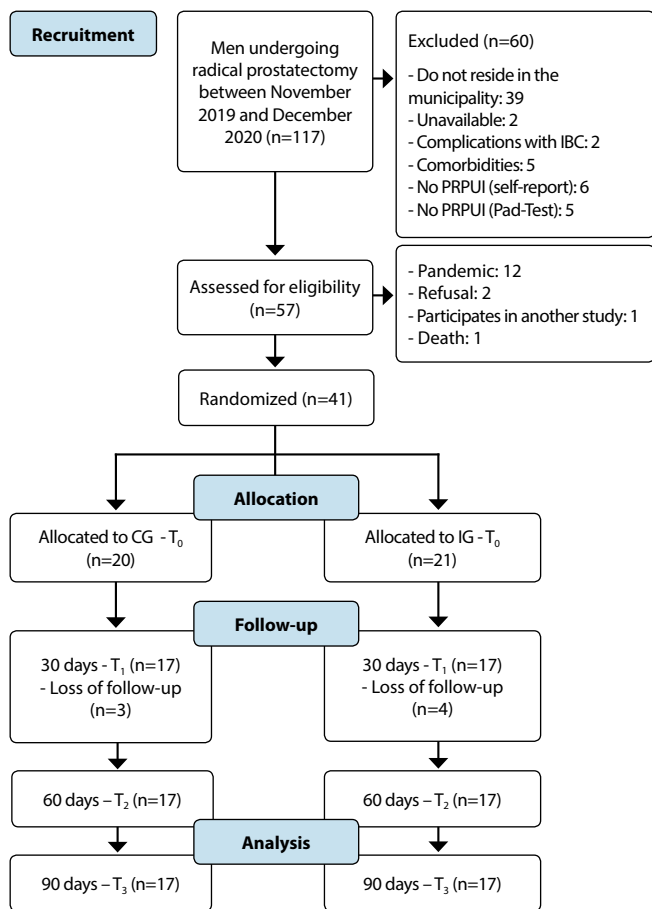 Recruitment
Men undergoing
radical prostatectomy
between November
2019 and December
2020 (n=117)
Excluded (n=60)
- Do not reside in the
municipality: 39
- Unavailable: 2
- Complications with IBC: 2
- Comorbidities: 5
- No PRPUI (self-report): 6
- No PRPUI (Pad-Test): 5
Assessed for eligibility
(n=57)
- Pandemic: 12
- Refusal: 2
- Participates in another study: 1
- Death: 1
Randomized (n=41)
Allocation
Allocated to CG - T₀
(n=20)
Allocated to IG - T₀
(n=21)
Follow-up
30 days - T₁ (n=17)
- Loss of follow-up
(n=3)
30 days - T₁ (n=17)
- Loss of follow-up
(n=4)
60 days – T₂ (n=17)
60 days – T₂ (n=17)
Analysis
90 days – T₃ (n=17)
90 days – T₃ (n=17)